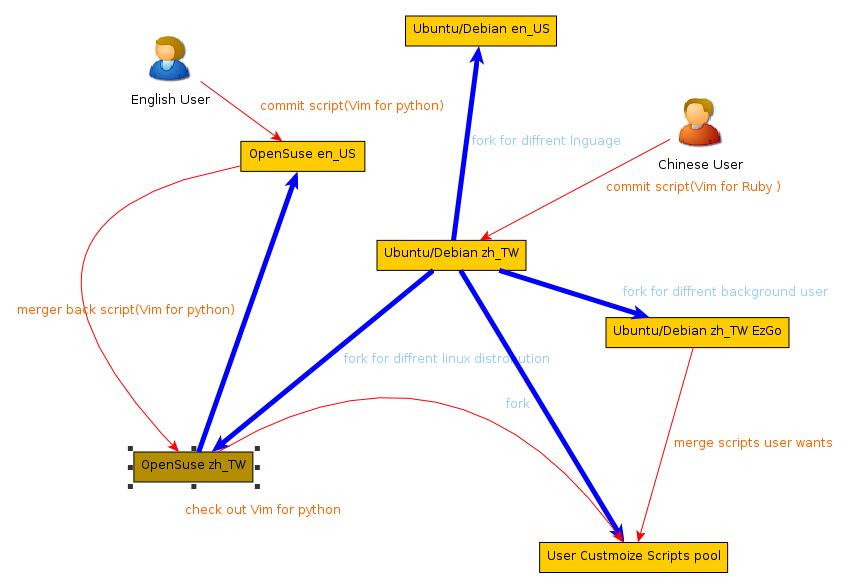 Ubuntu/Debian en_US
English User
commit script(Vim for python)
fork for diffrent lnguage
OpenSuse en_US
Chinese User
commit script(Vim for Ruby )
Ubuntu/Debian zh_TW
fork for diffrent background user
merger back script(Vim for python)
Ubuntu/Debian zh_TW EzGo
fork for diffrent linux distrobution
fork
merge scripts user wants
OpenSuse zh_TW
check out Vim for python
User Custmoize Scripts pool